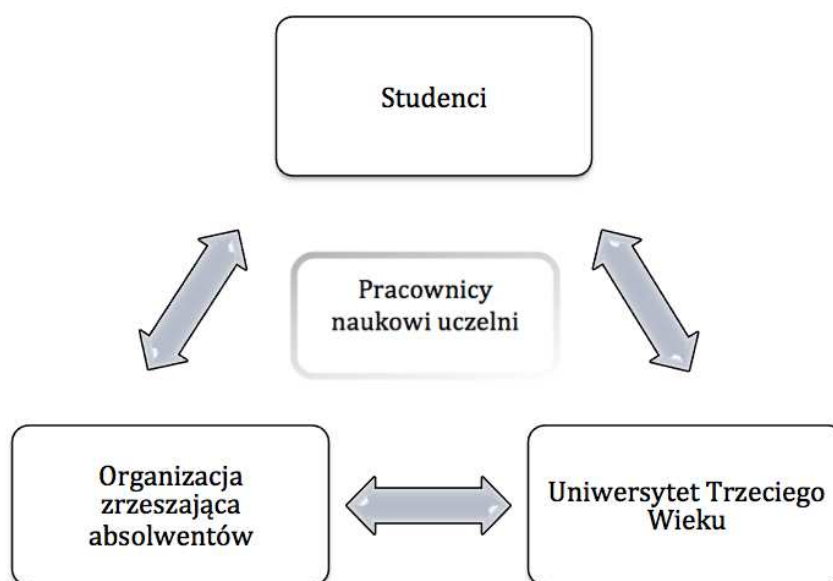 Studenci
Pracownicy
naukowi uczelni
Organizacja
zrzeszająca
absolwentów
Uniwersytet Trzeciego
Wieku